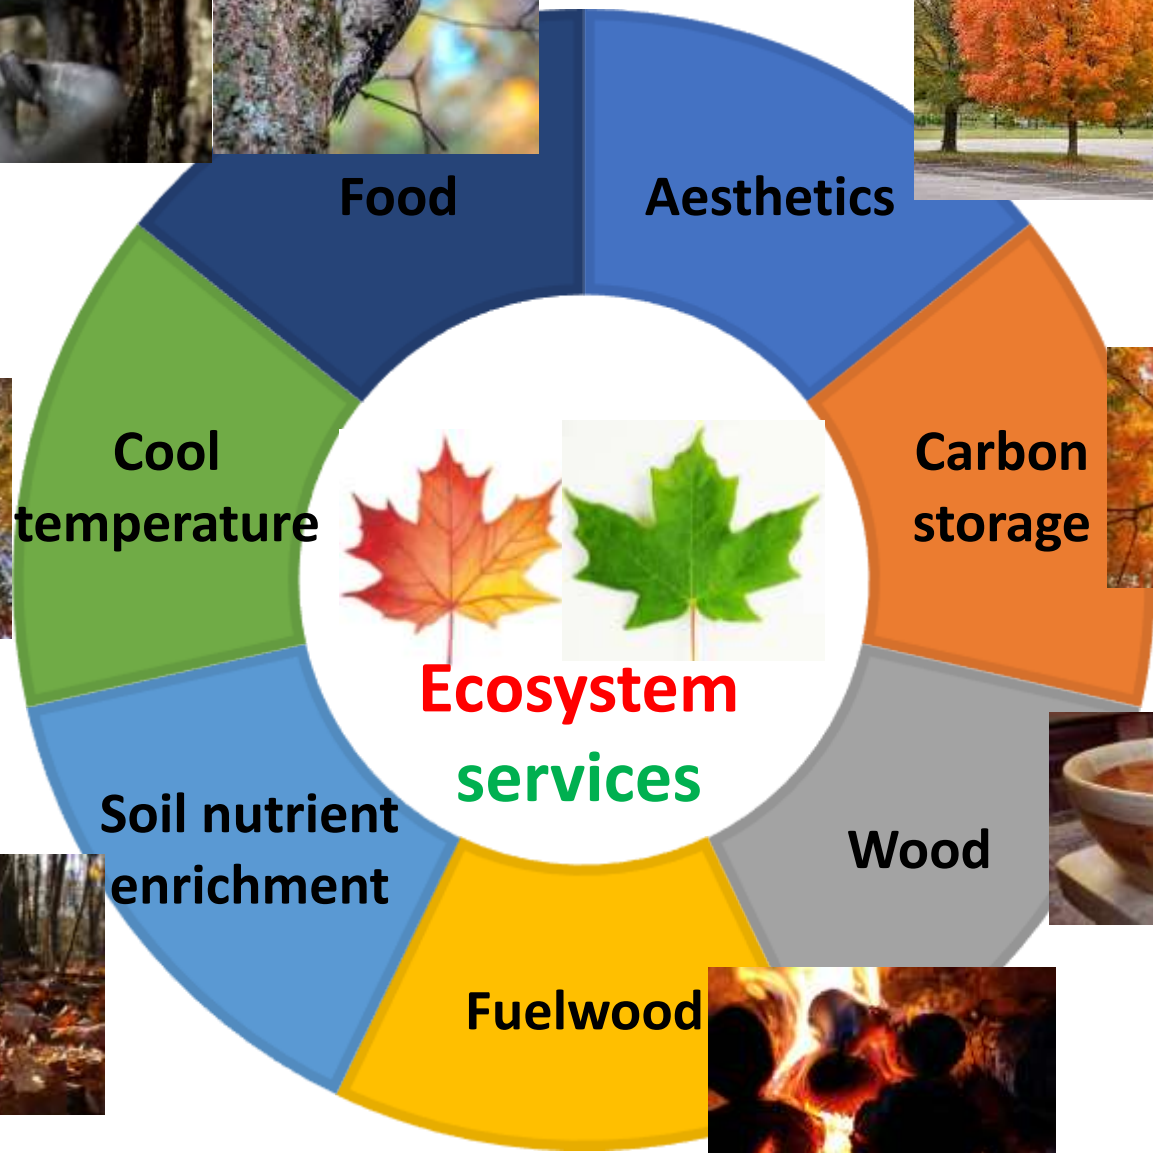 Food
Aesthetics
Cool
temperature
Carbon
storage
Ecosystem
services
Soil nutrient
enrichment
Wood
Fuelwood